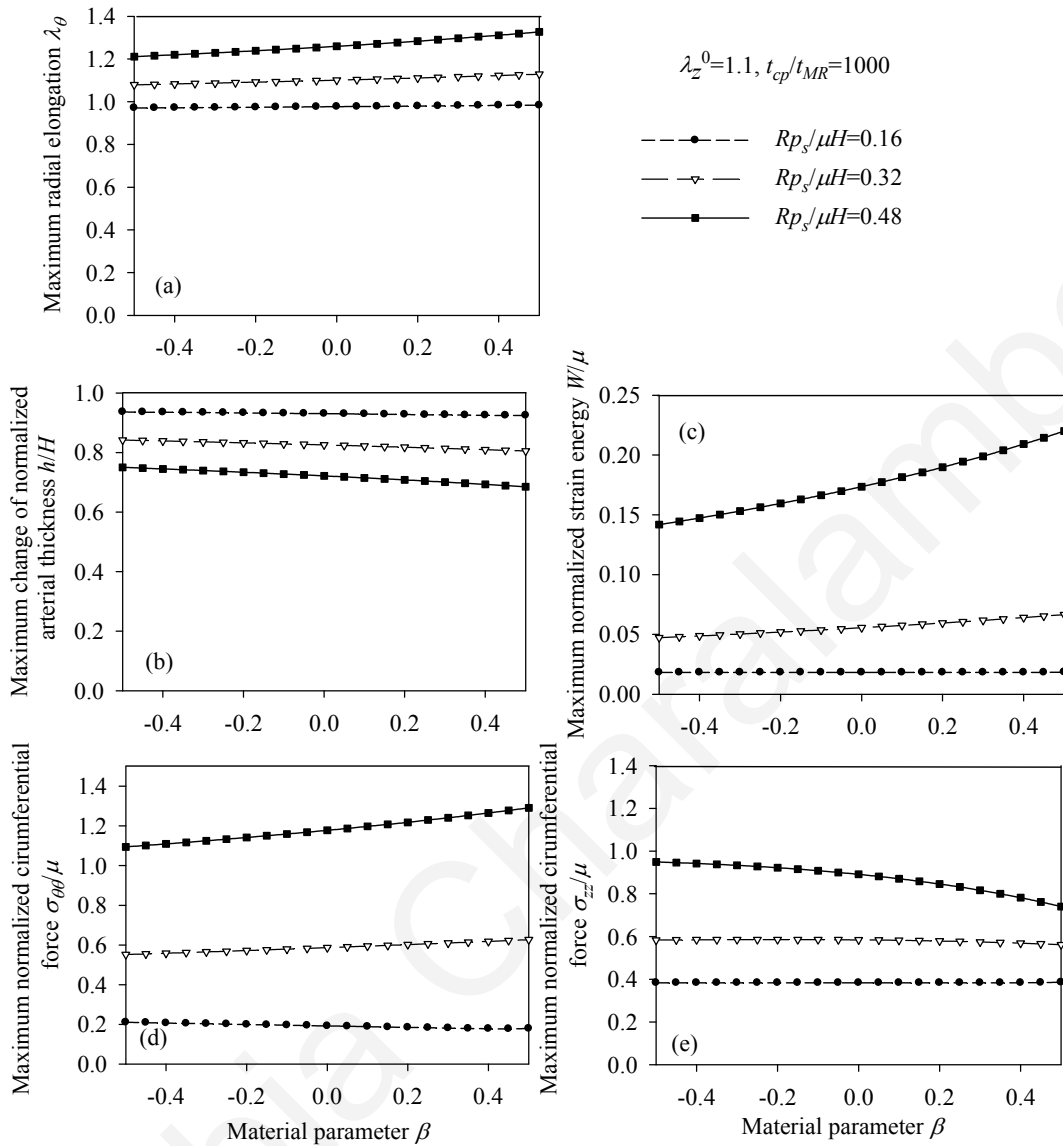 Maximum radial elongation λθ
1.4
1.2
1.0
0.8
0.6
0.4
0.2
0.0
(a)
-0.4 -0.2 0.0 0.2 0.4
λz⁰=1.1, tcp/tMR=1000
Rps/μH=0.16
Rps/μH=0.32
Rps/μH=0.48
Maximum change of normalized
arterial thickness h/H
1.0
0.8
0.6
0.4
0.2
0.0
(b)
-0.4 -0.2 0.0 0.2 0.4
Maximum normalized strain energy W/μ
0.25
0.20
0.15
0.10
0.05
0.00
(c)
-0.4 -0.2 0.0 0.2 0.4
Maximum normalized cirumferential
force σθθ/μ
1.4
1.2
1.0
0.8
0.6
0.4
0.2
0.0
(d)
-0.4 -0.2 0.0 0.2 0.4
Material parameter β
Maximum normalized cirumferential
force σzz/μ
1.4
1.2
1.0
0.8
0.6
0.4
0.2
0.0
(e)
-0.4 -0.2 0.0 0.2 0.4
Material parameter β
Charalambo